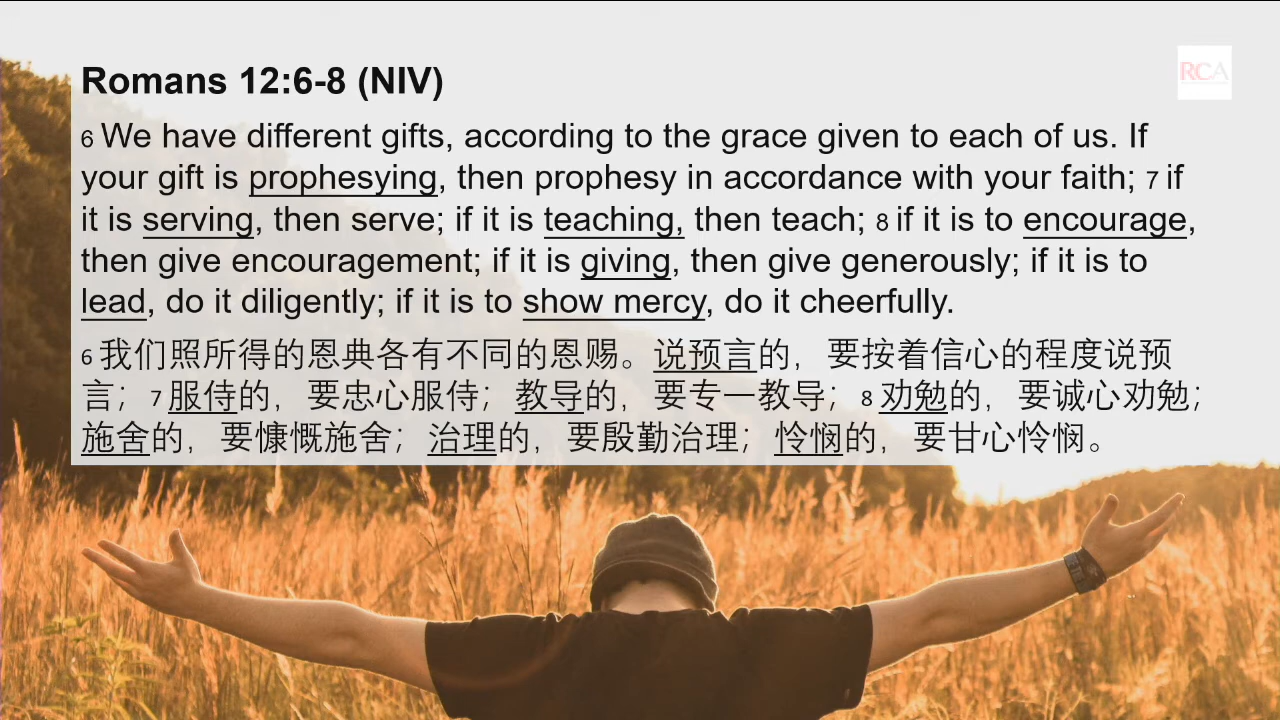 Romans 12:6-8 (NIV)
RCA
6 We have different gifts, according to the grace given to each of us. If
your gift is prophesying, then prophesy in accordance with your faith; 7 if
it is serving, then serve; if it is teaching, then teach; 8 if it is to encourage,
then give encouragement; if it is giving, then give generously; if it is to
lead, do it diligently; if it is to show mercy, do it cheerfully.
6 我们照所得的恩典各有不同的恩赐。说预言的，要按着信心的程度说预
言；7 服侍的，要忠心服侍；教导的，要专一教导；8 劝勉的，要诚心劝勉；
施舍的，要慷慨施舍；治理的，要殷勤治理；怜悯的，要甘心怜悯。